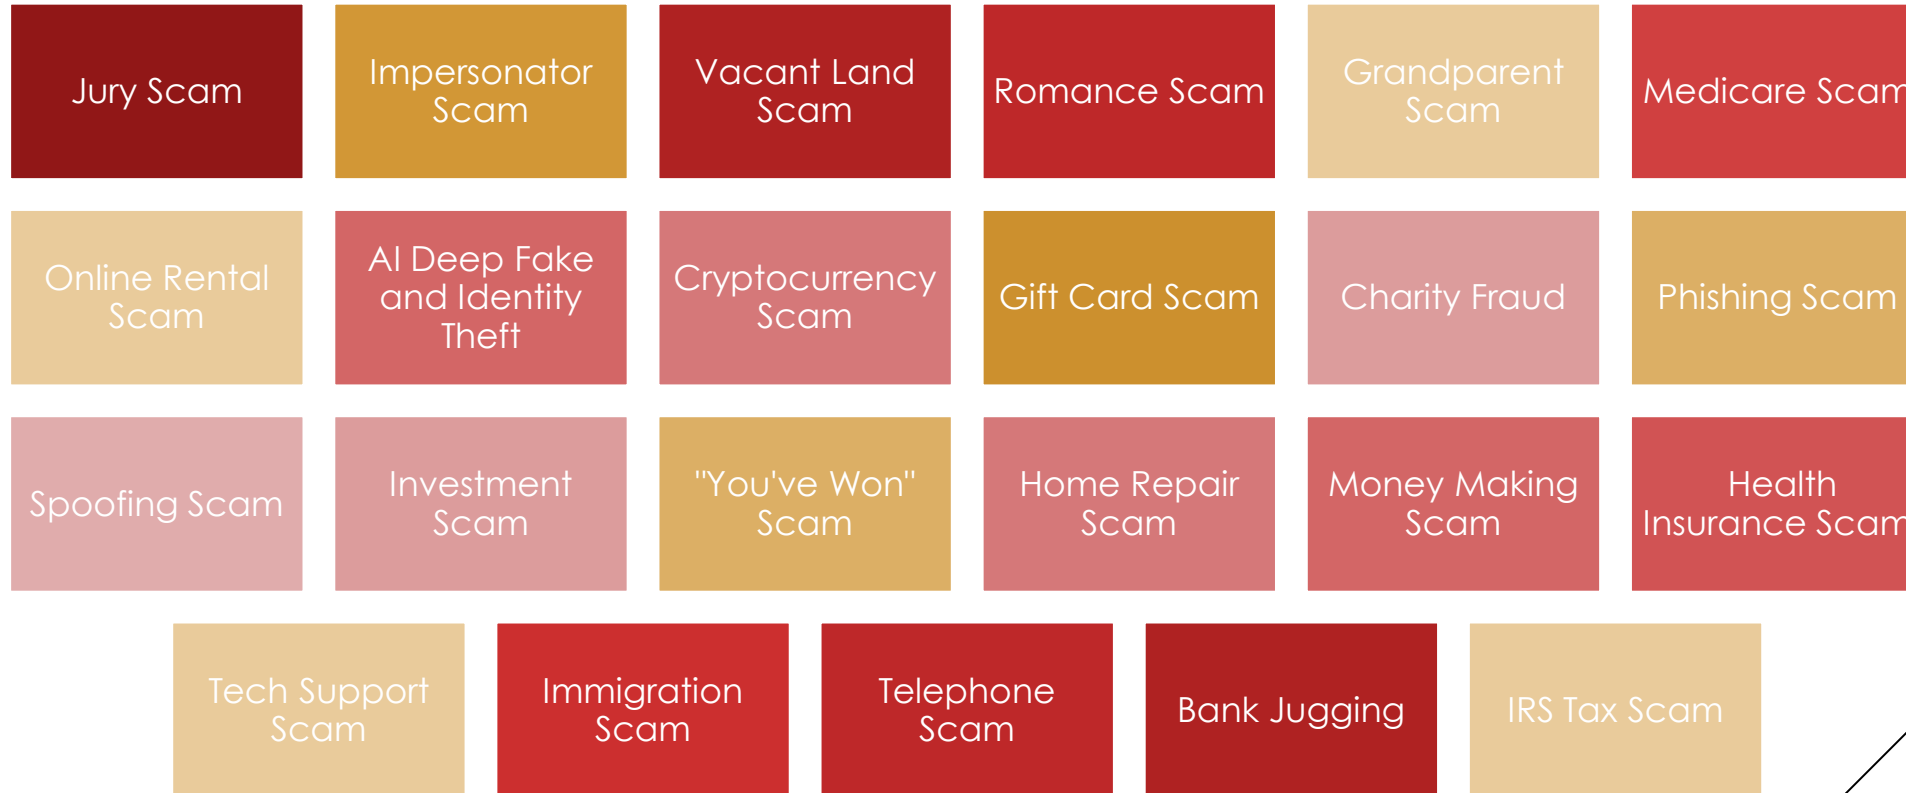 Jury Scam
Impersonator
Scam
Vacant Land
Scam
Romance Scam
Grandparent
Scam
Medicare Scam
Online Rental
Scam
AI Deep Fake
and Identity
Theft
Cryptocurrency
Scam
Gift Card Scam
Charity Fraud
Phishing Scam
Spoofing Scam
Investment
Scam
"You've Won"
Scam
Home Repair
Scam
Money Making
Scam
Health
Insurance Scam
Tech Support
Scam
Immigration
Scam
Telephone
Scam
Bank Jugging
IRS Tax Scam